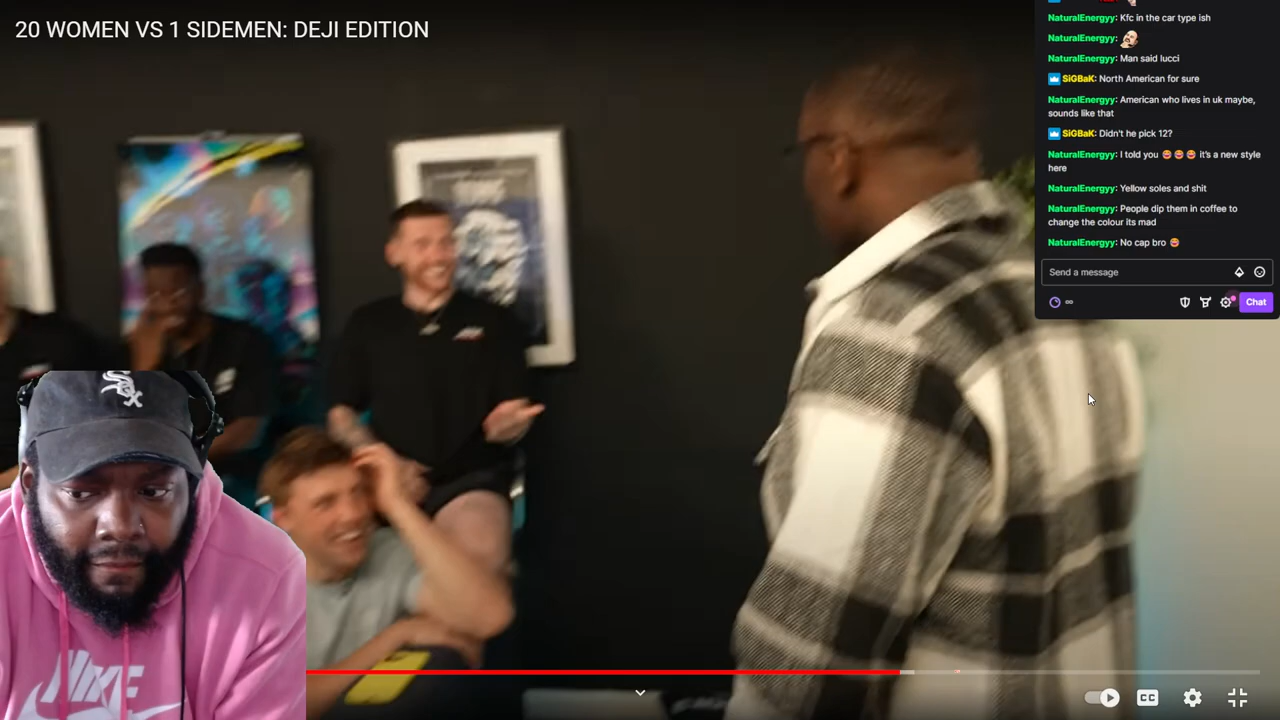 20 WOMEN VS 1 SIDEMEN: DEJI EDITION
NaturalEnergyy: Kfc in the car type ish
NaturalEnergyy:
NaturalEnergyy: Man said lucci
SiGBaK: North American for sure
NaturalEnergyy: American who lives in uk maybe,
sounds like that
SiGBaK: Didn't he pick 12?
NaturalEnergyy: I told you it's a new style
here
NaturalEnergyy: Yellow soles and shit
NaturalEnergyy: People dip them in coffee to
change the colour its mad
NaturalEnergyy: No cap bro
Send a message
Chat
CC
Sox
NIKE